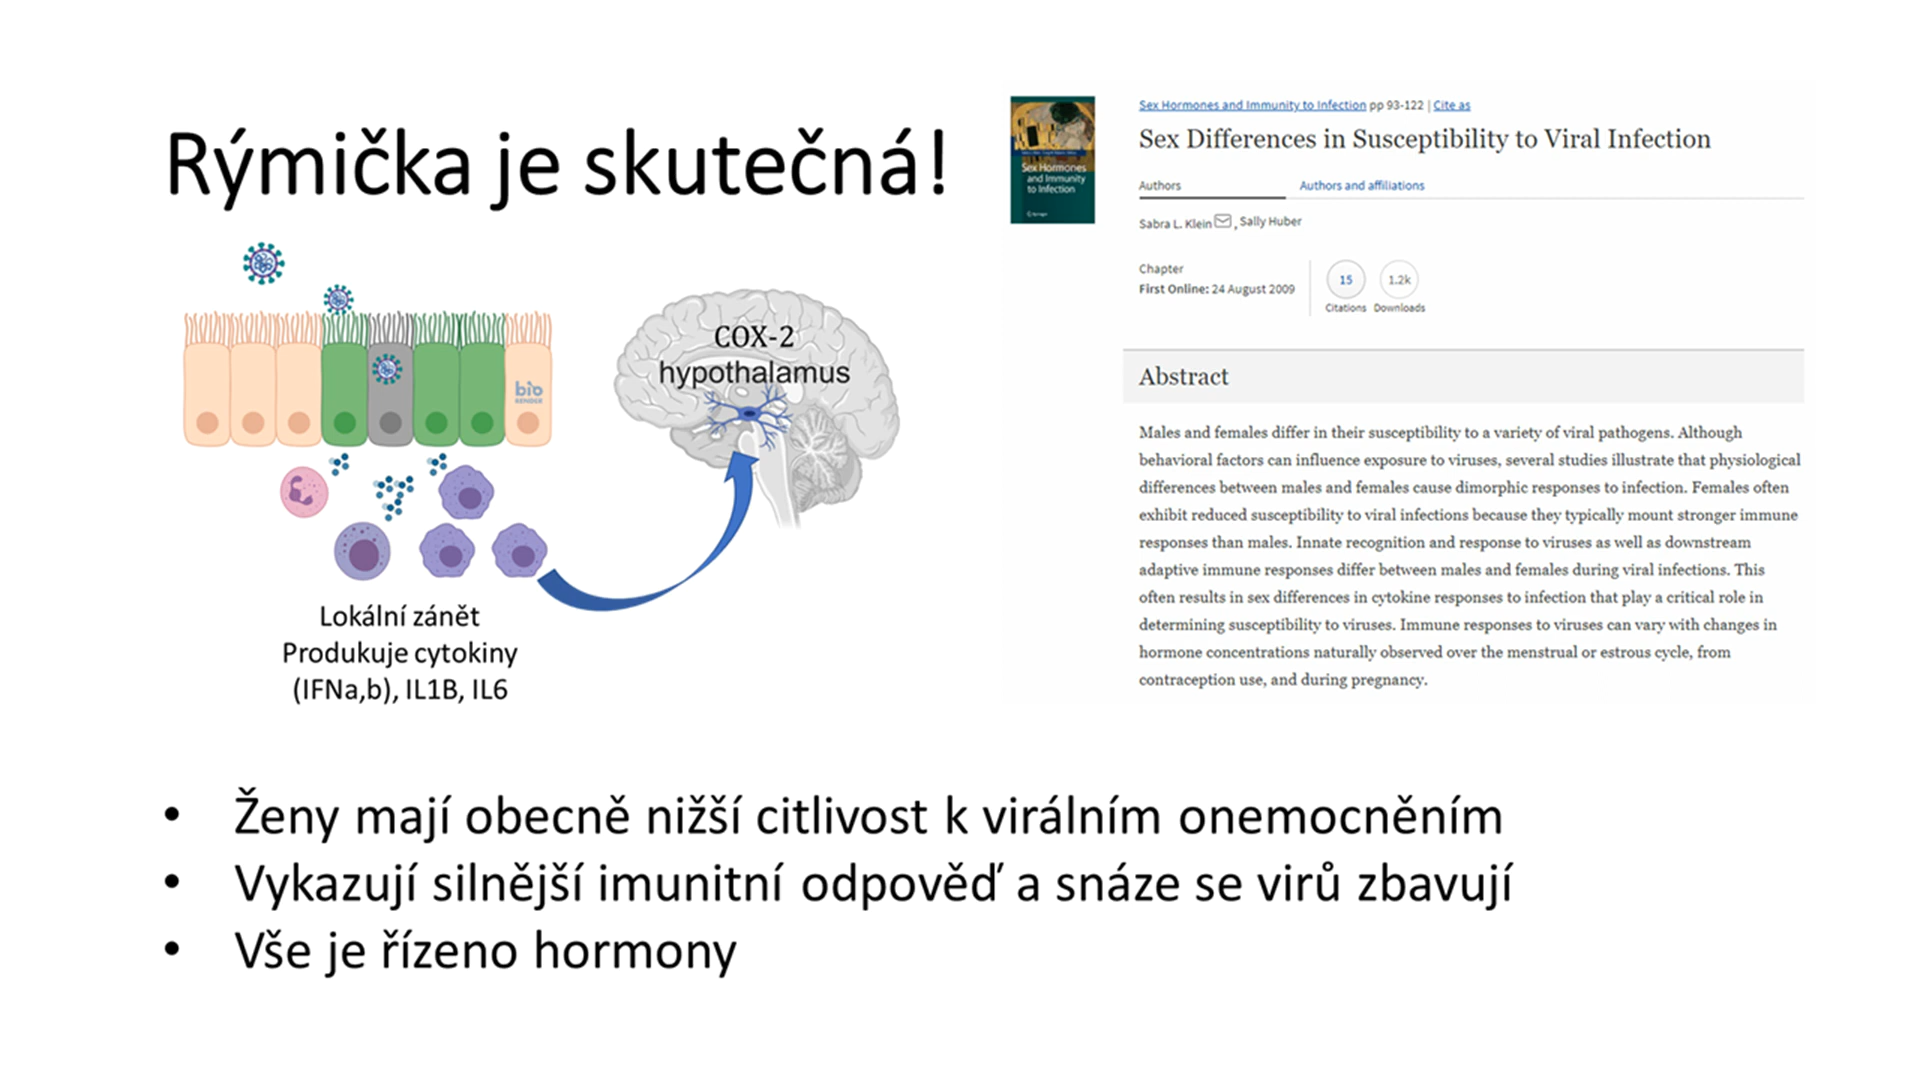 Rýmička je skutečná!
COX-2
hypothalamus
bio
RENDER
Lokální zánět
Produkuje cytokiny
(IFNa,b), IL1B, IL6
Sex Hormones
and Immunity
to Infection
Springer
Sex Hormones and Immunity to Infection pp 93-122 | Cite as
Sex Differences in Susceptibility to Viral Infection
Authors Authors and affiliations
Sabra L. Klein, Sally Huber
Chapter
First Online: 24 August 2009
15 1.2k
Citations Downloads
Abstract
Males and females differ in their susceptibility to a variety of viral pathogens. Although
behavioral factors can influence exposure to viruses, several studies illustrate that physiological
differences between males and females cause dimorphic responses to infection. Females often
exhibit reduced susceptibility to viral infections because they typically mount stronger immune
responses than males. Innate recognition and response to viruses as well as downstream
adaptive immune responses differ between males and females during viral infections. This
often results in sex differences in cytokine responses to infection that play a critical role in
determining susceptibility to viruses. Immune responses to viruses can vary with changes in
hormone concentrations naturally observed over the menstrual or estrous cycle, from
contraception use, and during pregnancy.
• Ženy mají obecně nižší citlivost k virálním onemocněním
• Vykazují silnější imunitní odpověď a snáze se virů zbavují
• Vše je řízeno hormony